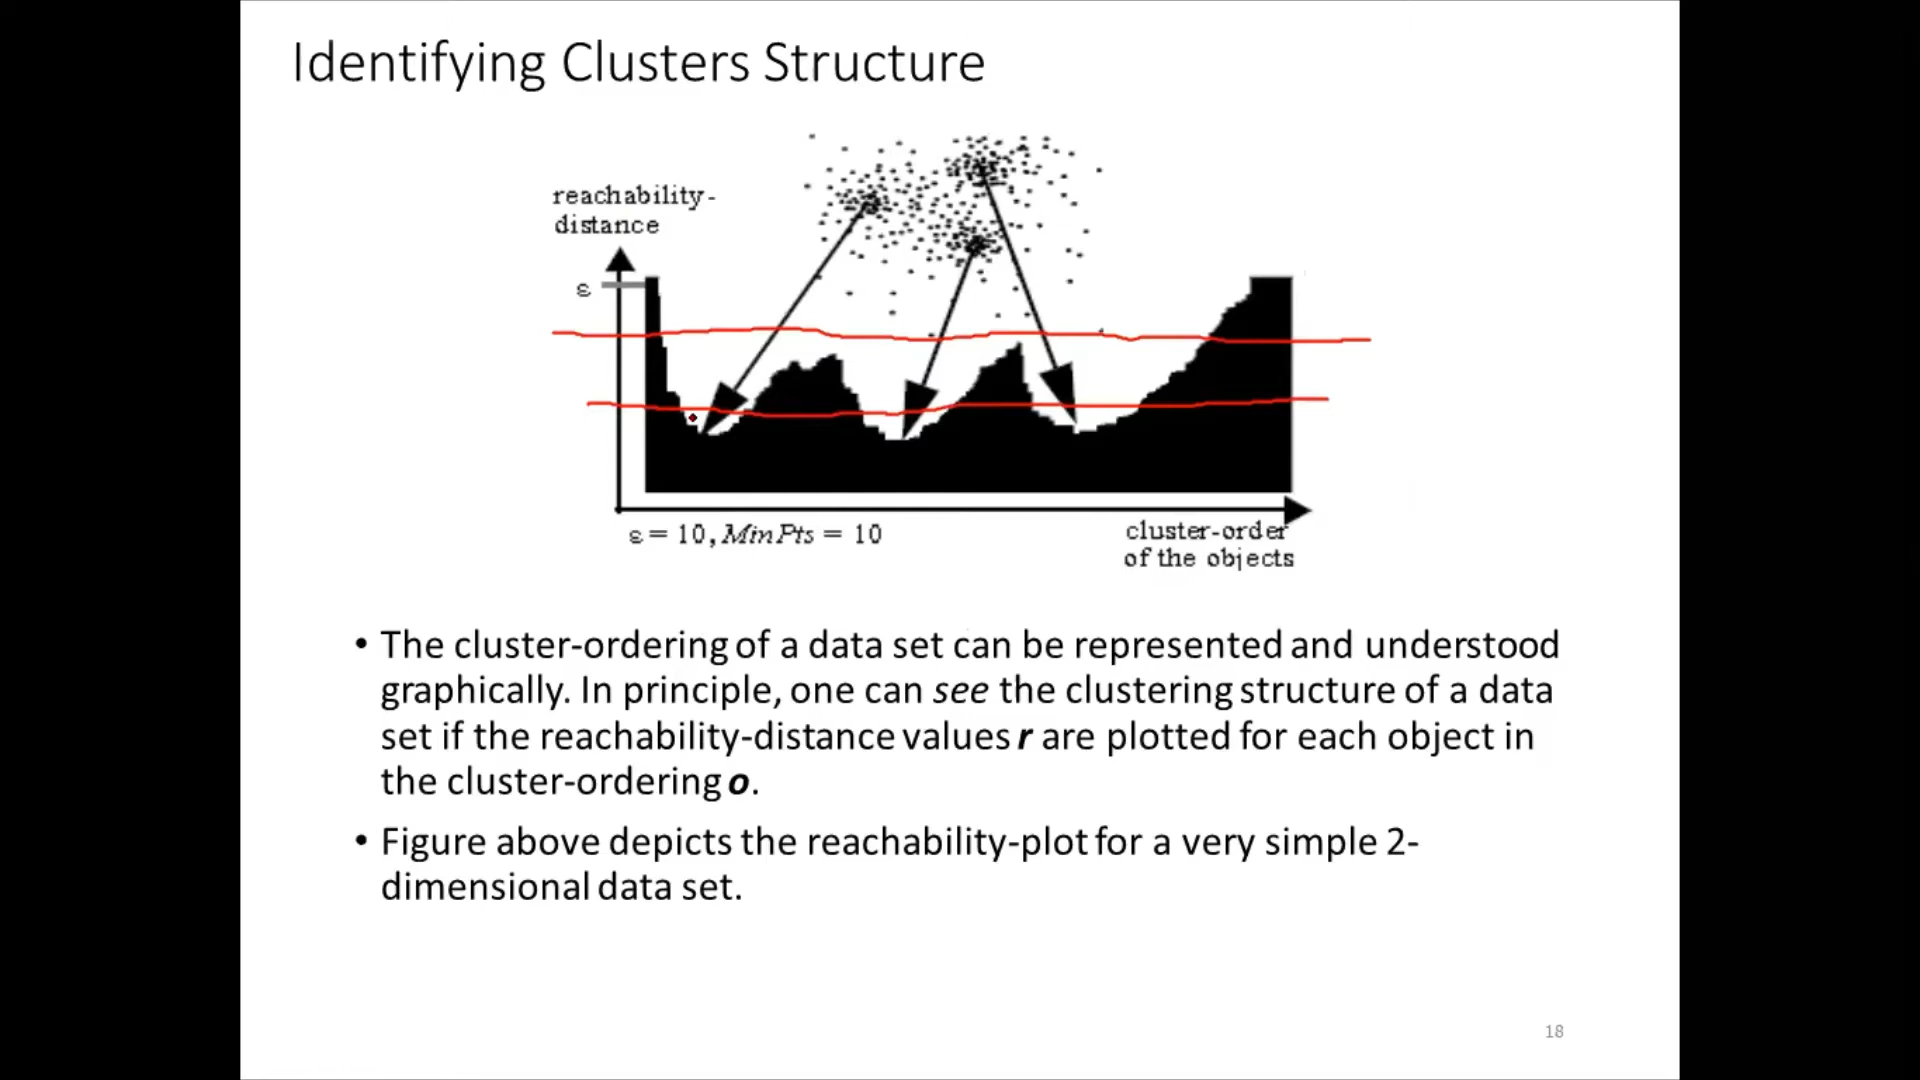 Identifying Clusters Structure
reachability-
distance
ε
ε = 10, MinPts = 10
cluster-order
of the objects
• The cluster-ordering of a data set can be represented and understood
graphically. In principle, one can see the clustering structure of a data
set if the reachability-distance values r are plotted for each object in
the cluster-ordering o.
• Figure above depicts the reachability-plot for a very simple 2-
dimensional data set.
18